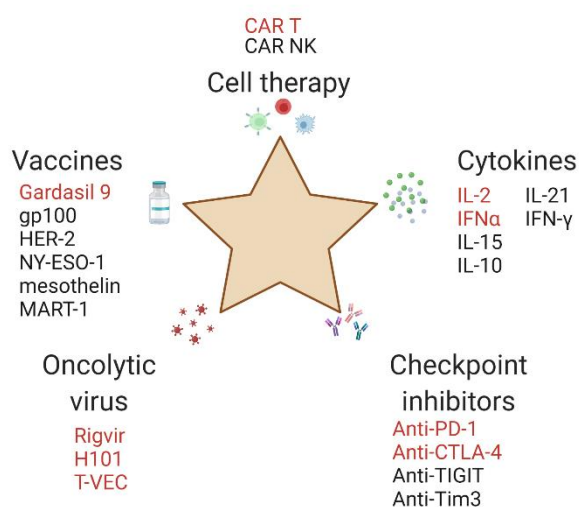 CAR T
CAR NK
Cell therapy
Vaccines
Gardasil 9
gp100
HER-2
NY-ESO-1
mesothelin
MART-1
Cytokines
IL-2 IL-21
IFNα IFN-γ
IL-15
IL-10
Oncolytic
virus
Rigvir
H101
T-VEC
Checkpoint
inhibitors
Anti-PD-1
Anti-CTLA-4
Anti-TIGIT
Anti-Tim3